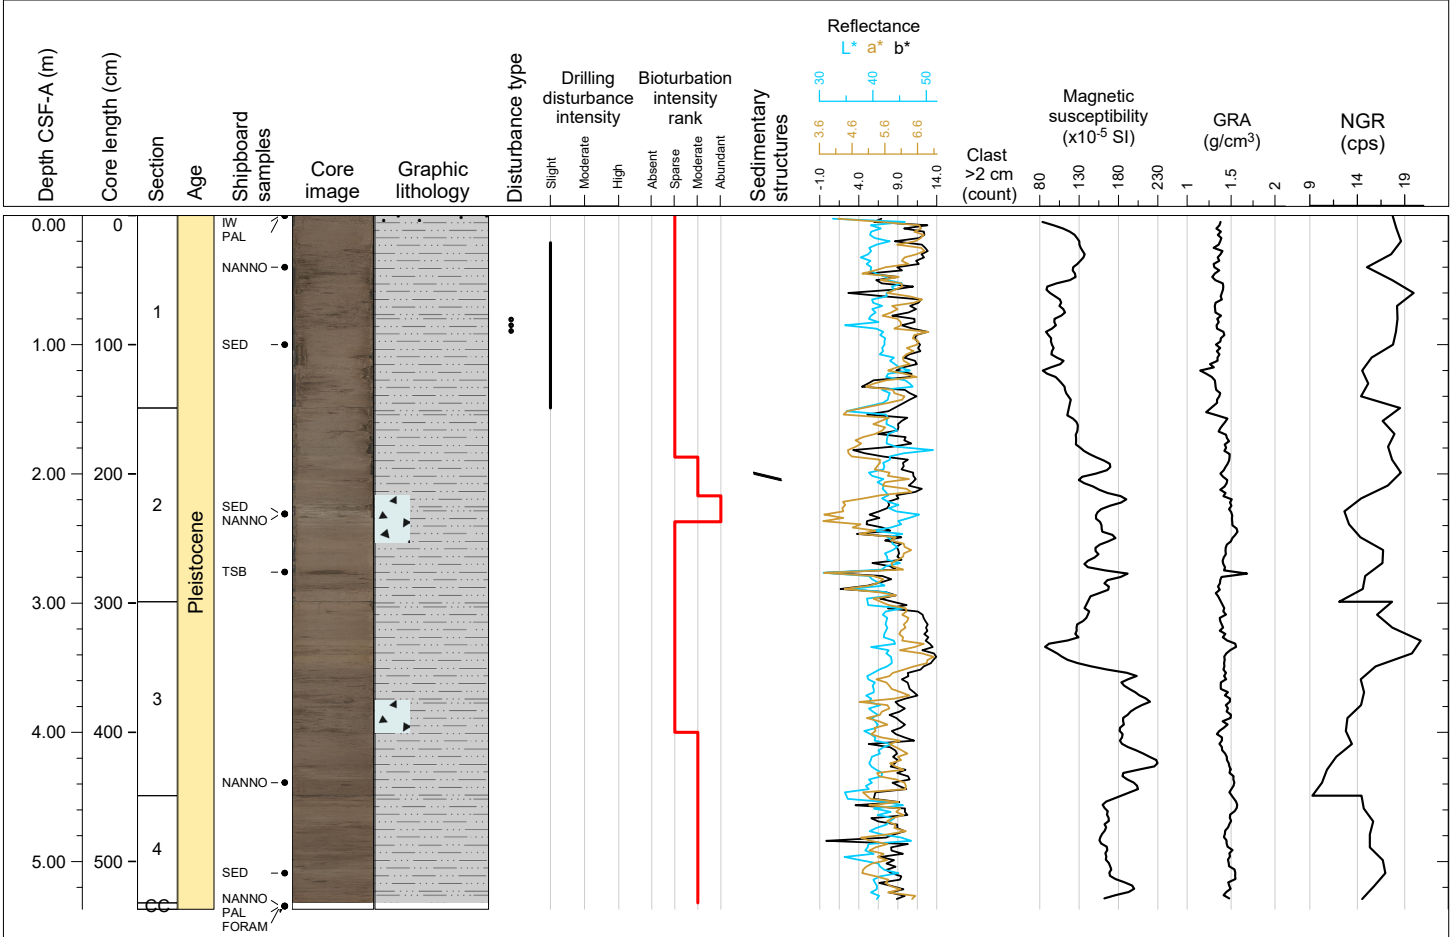 Depth CSF-A (m)
Core length (cm)
Section
Age
Shipboard
samples
Core
image
Graphic
lithology
Disturbance type
Drilling
disturbance
intensity
Slight
Moderate
High
Bioturbation
intensity
rank
Absent
Sparse
Moderate
Abundant
Sedimentary
structures
Reflectance
L* a* b*
30 40 50
3.6 4.6 5.6 6.6
-1.0 4.0 9.0 14.0
Clast
>2 cm
(count)
Magnetic
susceptibility
(x10-5 SI)
80 130 180 230
GRA
(g/cm3)
1 1.5 2
NGR
(cps)
9 14 19
0.00 0
1.00 100
2.00 200
3.00 300
4.00 400
5.00 500
1
2
3
4
CC
Pleistocene
IW
PAL
NANNO
SED
SED
NANNO
TSB
NANNO
SED
NANNO
PAL
FORAM